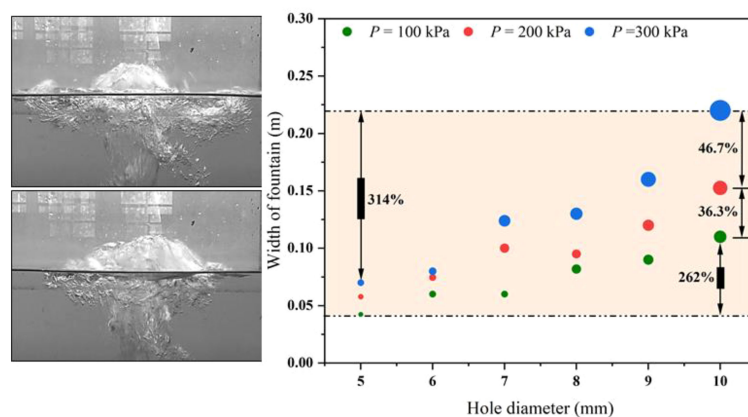 P = 100 kPa P = 200 kPa P =300 kPa
0.30
0.25
0.20
0.15
0.10
0.05
0.00
Width of fountain (m)
314%
46.7%
36.3%
262%
5 6 7 8 9 10
Hole diameter (mm)